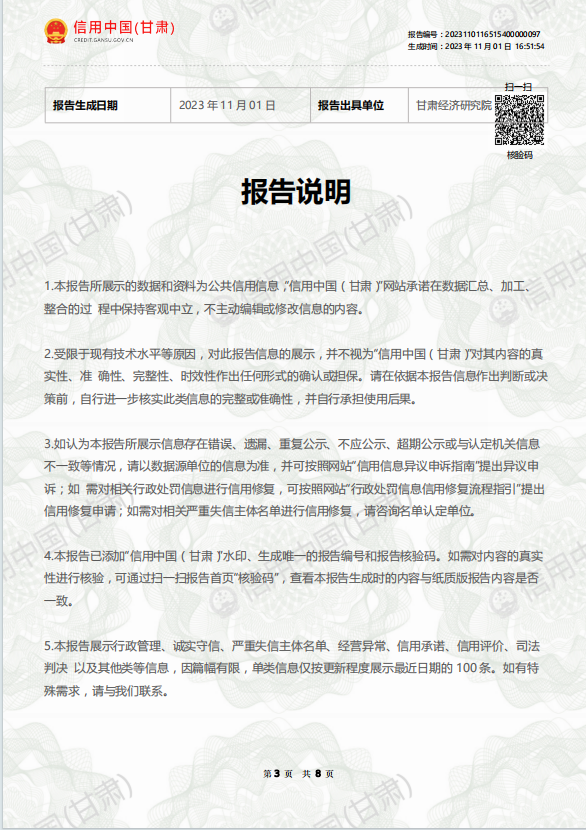 信用中国(甘肃)
CREDIT.GANSU.GOV.CN
报告编号：2023110116515400000097
生成时间：2023 年 11 月 01 日 16:51:54
扫一扫
报告生成日期 2023 年 11 月 01 日 报告出具单位 甘肃经济研究院
核验码
报告说明
1.本报告所展示的数据和资料为公共信用信息，“信用中国（甘肃）”网站承诺在数据汇总、加工、
整合的过 程中保持客观中立，不主动编辑或修改信息的内容。
2.受限于现有技术水平等原因，对此报告信息的展示，并不视为“信用中国（甘肃）”对其内容的真
实性、准 确性、完整性、时效性作出任何形式的确认或担保。请在依据本报告信息作出判断或决
策前，自行进一步核实此类信息的完整或准确性，并自行承担使用后果。
3.如认为本报告所展示信息存在错误、遗漏、重复公示、不应公示、超期公示或与认定机关信息
不一致等情况，请以数据源单位的信息为准，并可按照网站“信用信息异议申诉指南”提出异议申
诉；如 需对相关行政处罚信息进行信用修复，可按照网站“行政处罚信息信用修复流程指引”提出
信用修复申请；如需对相关严重失信主体名单进行信用修复，请咨询名单认定单位。
4.本报告已添加“信用中国（甘肃）”水印、生成唯一的报告编号和报告核验码。如需对内容的真实
性进行核验，可通过扫一扫报告首页“核验码”，查看本报告生成时的内容与纸质版报告内容是否
一致。
5.本报告展示行政管理、诚实守信、严重失信主体名单、经营异常、信用承诺、信用评价、司法
判决 以及其他类等信息，因篇幅有限，单类信息仅按更新程度展示最近日期的 100 条。如有特
殊需求，请与我们联系。
第 3 页 共 8 页